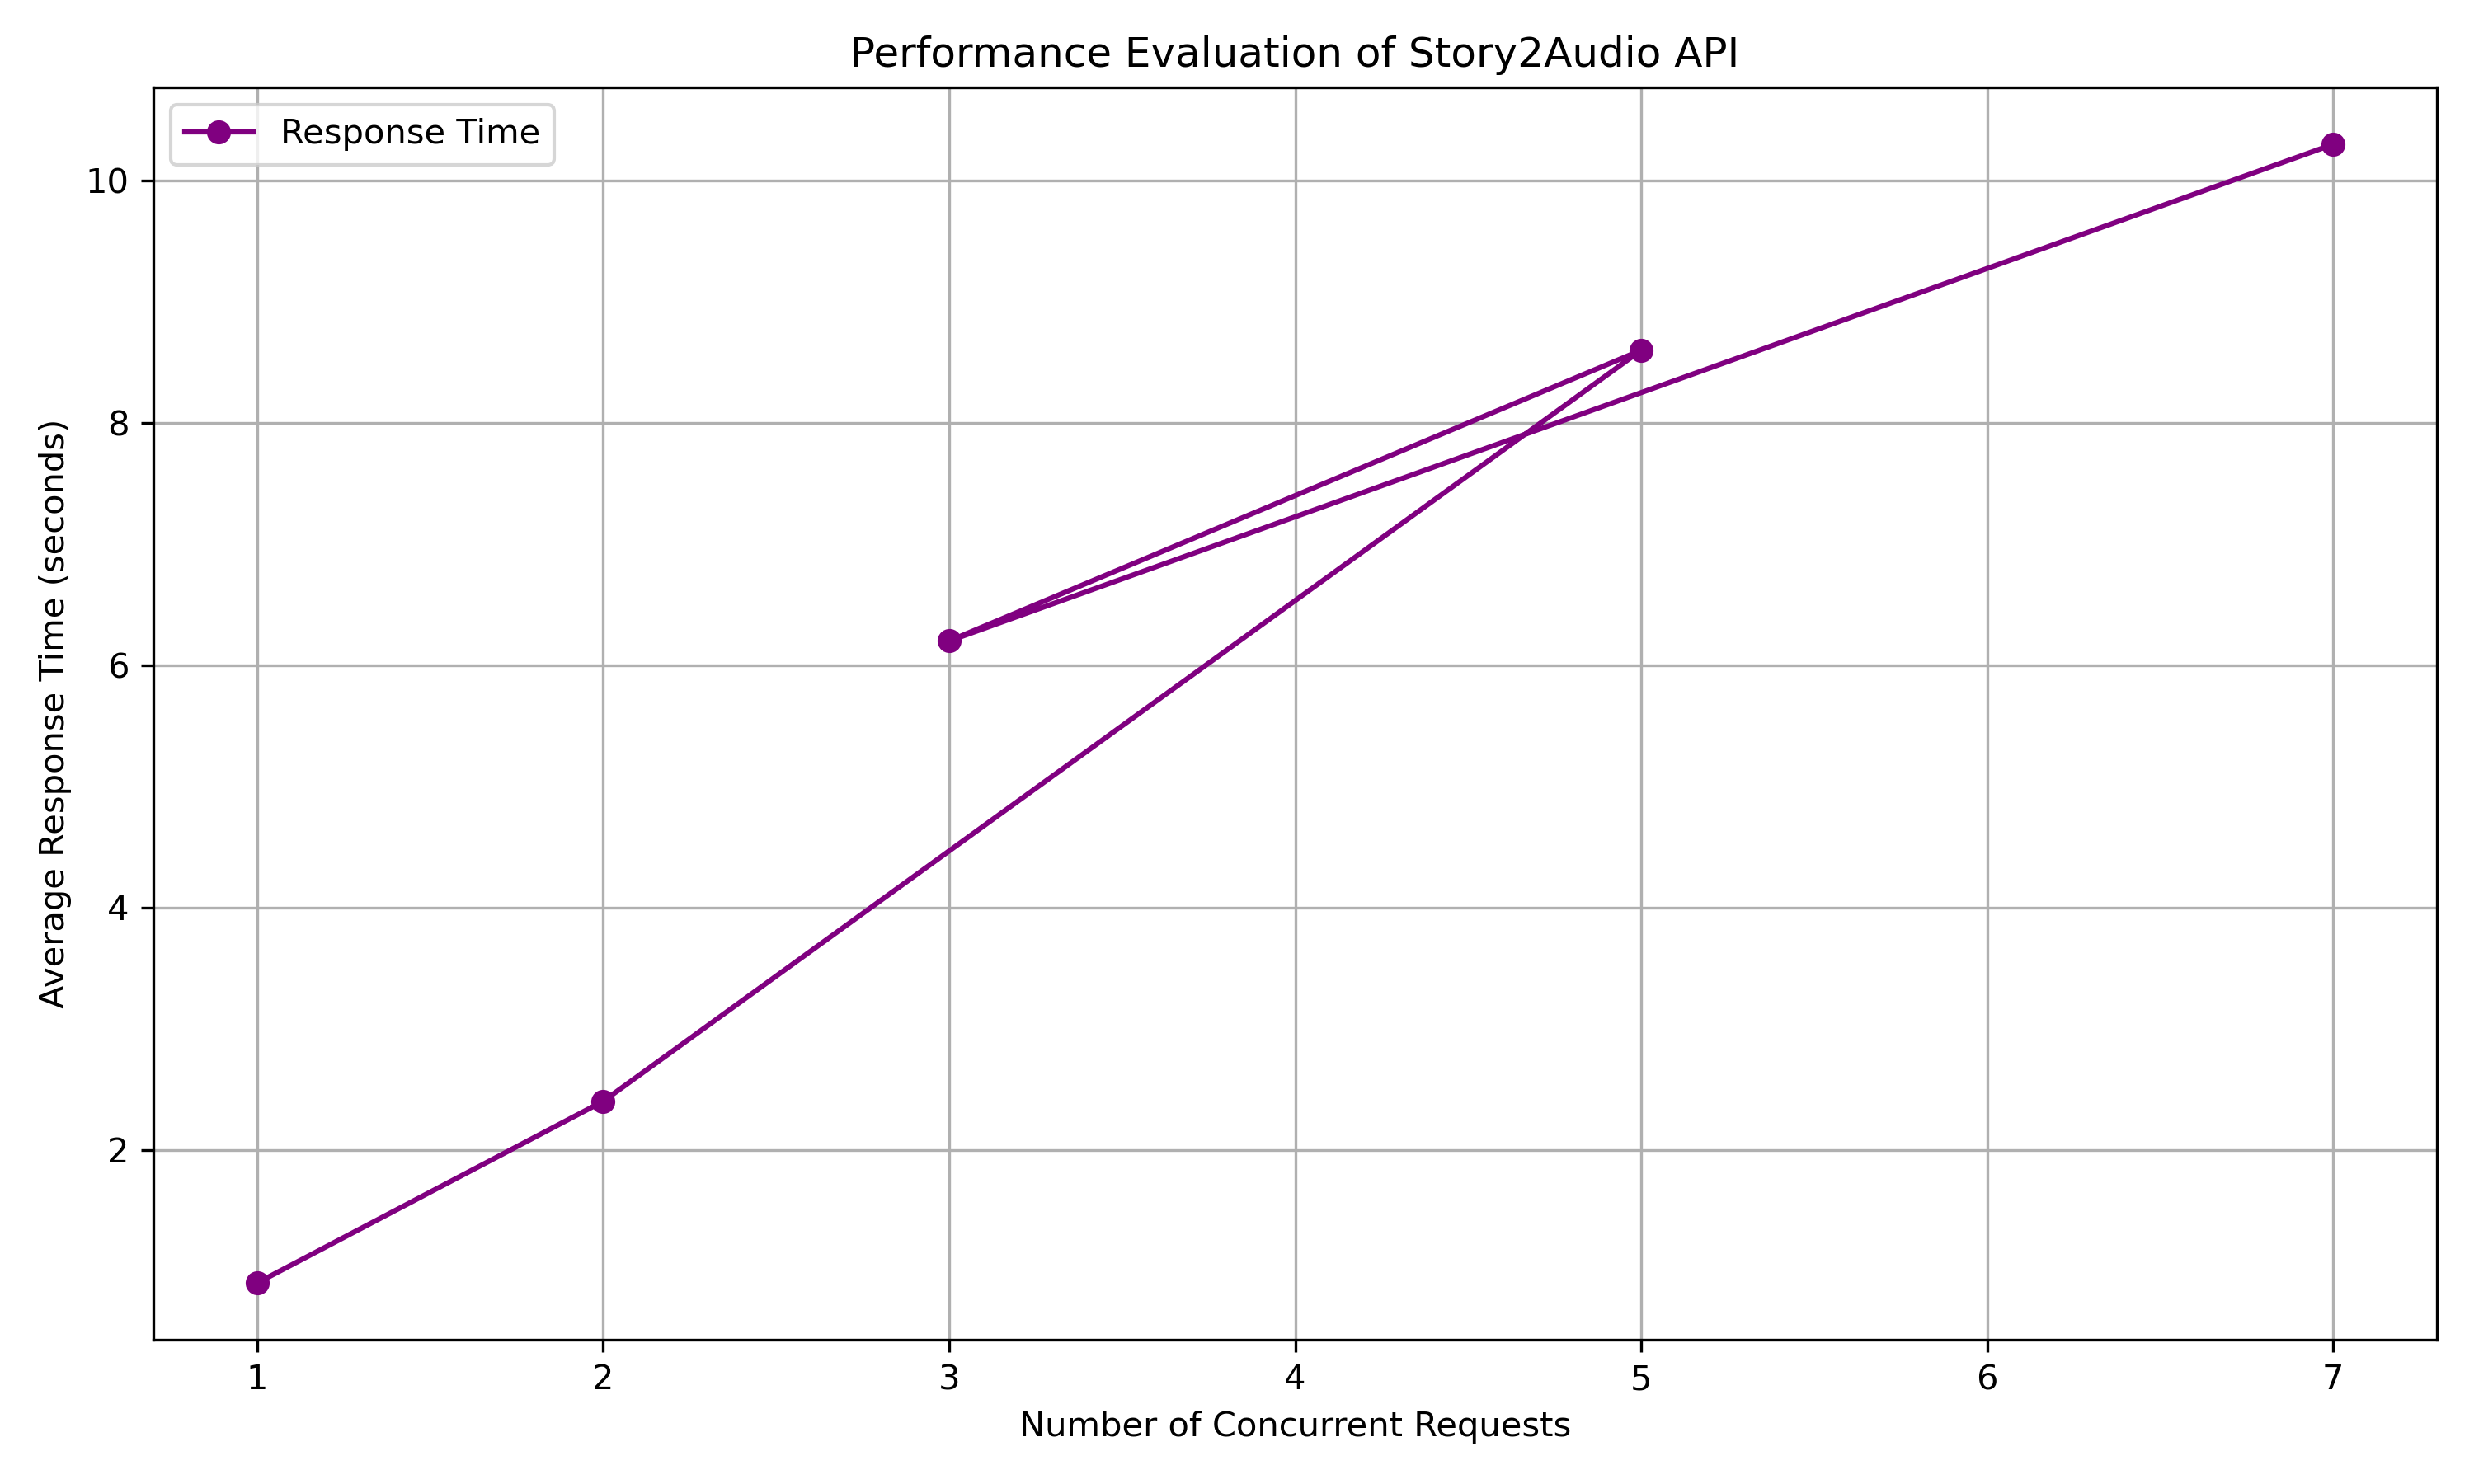 Performance Evaluation of Story2Audio API
Response Time
10
8
6
4
2
Average Response Time (seconds)
1 2 3 4 5 6 7
Number of Concurrent Requests